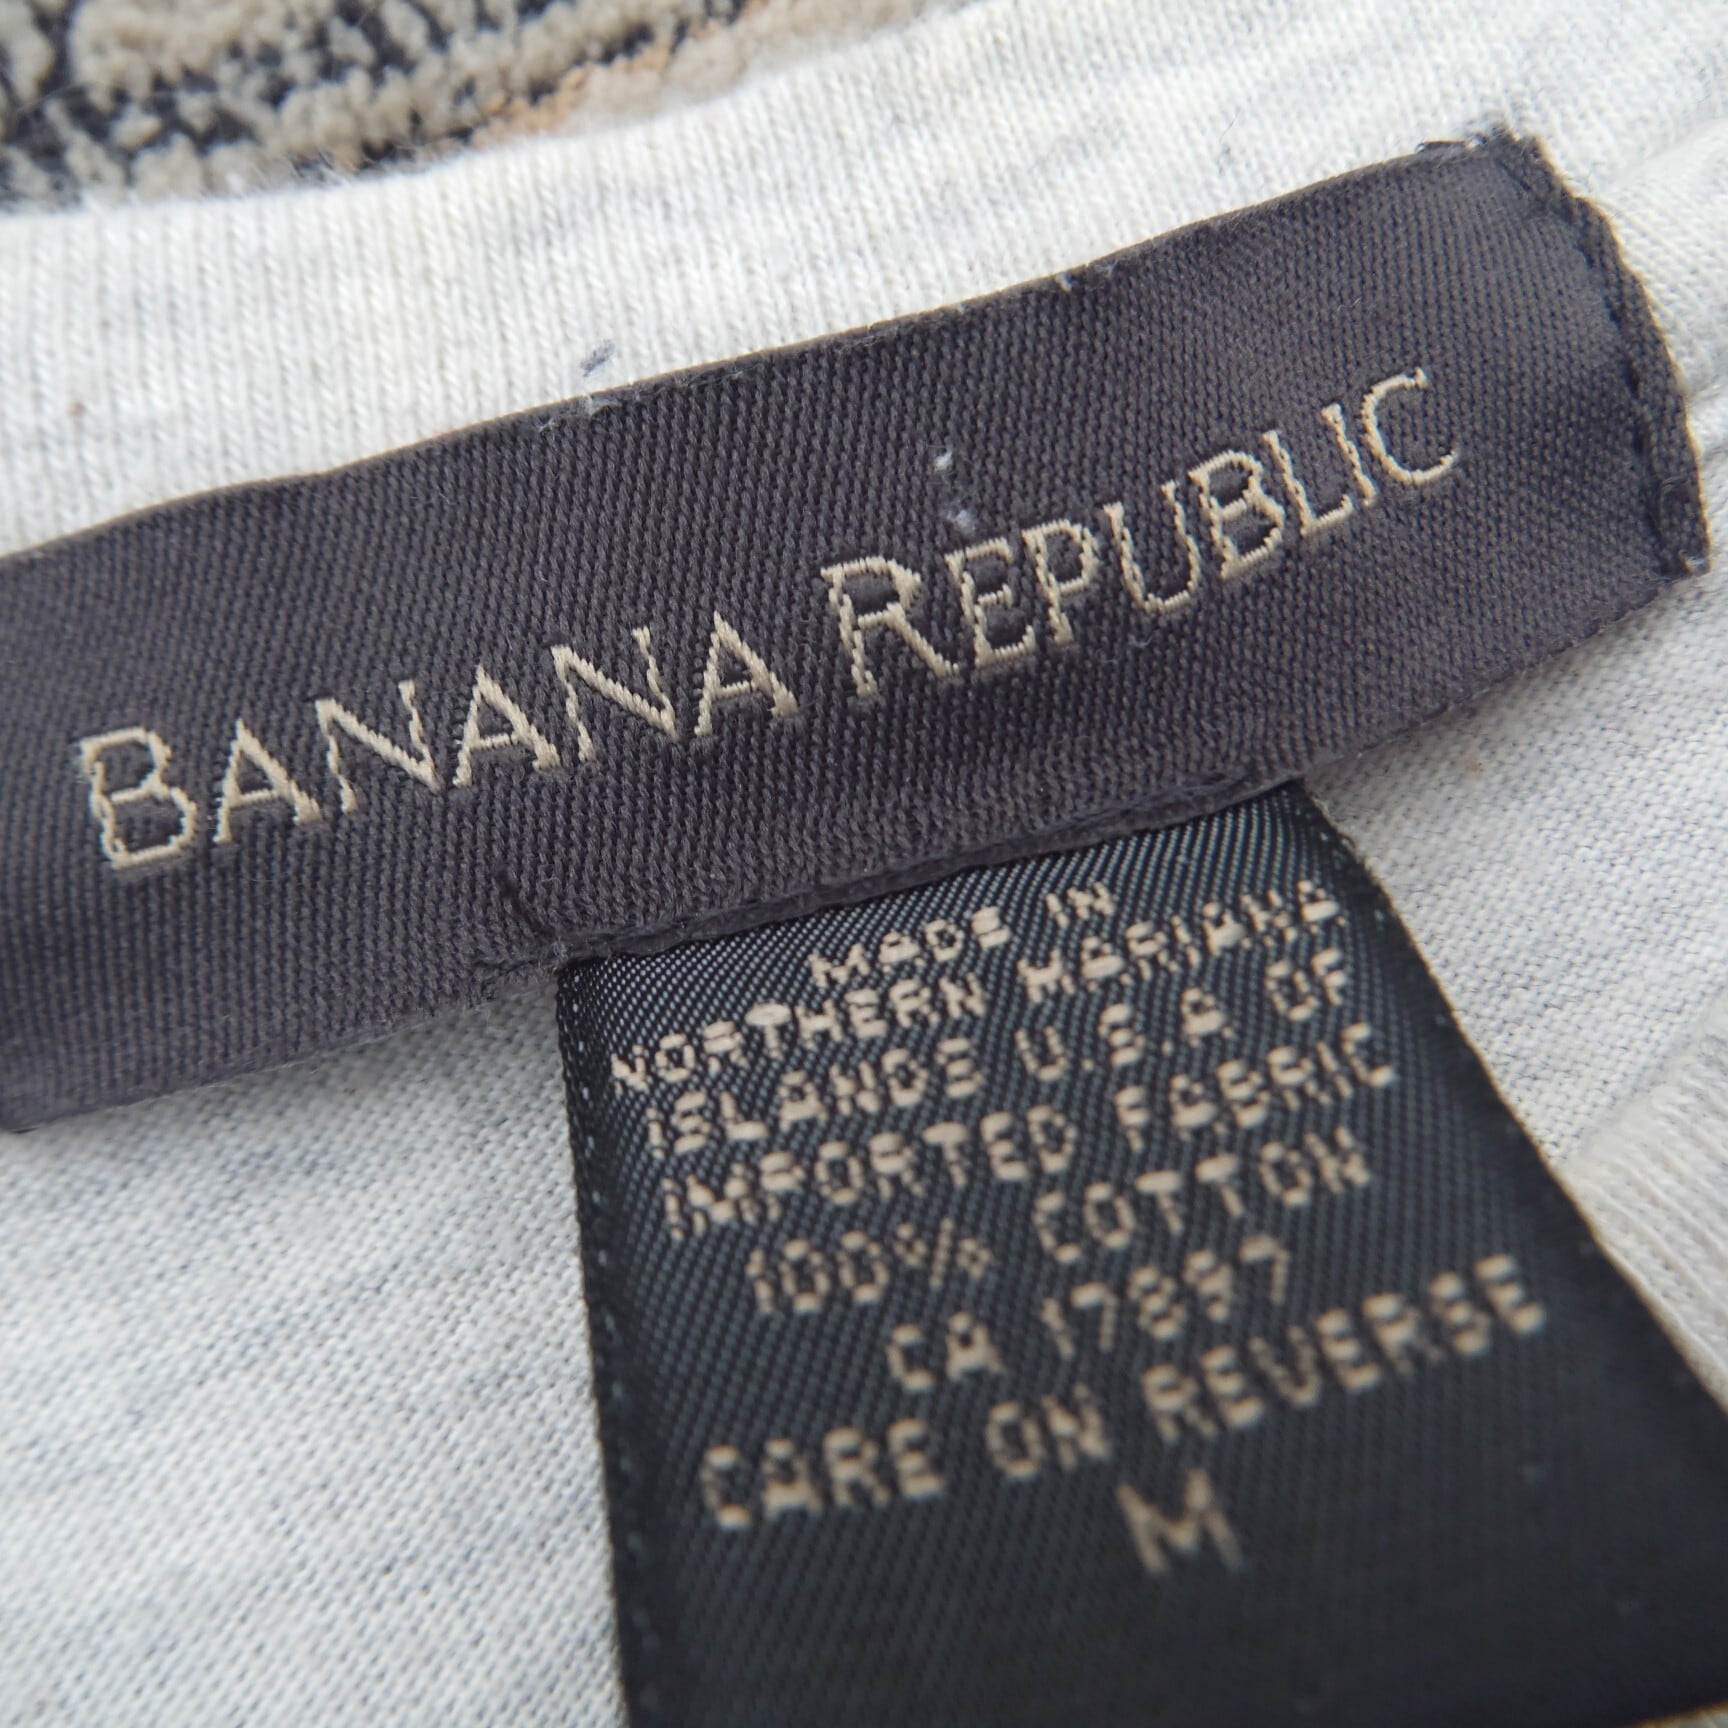 BANANA REPUBLIC
MADE IN
NORTHERN MARIANA
ISLANDS U.S.A OF
IMPORTED FABRIC
100% COTTON
CA 17897
CARE ON REVERSE
M